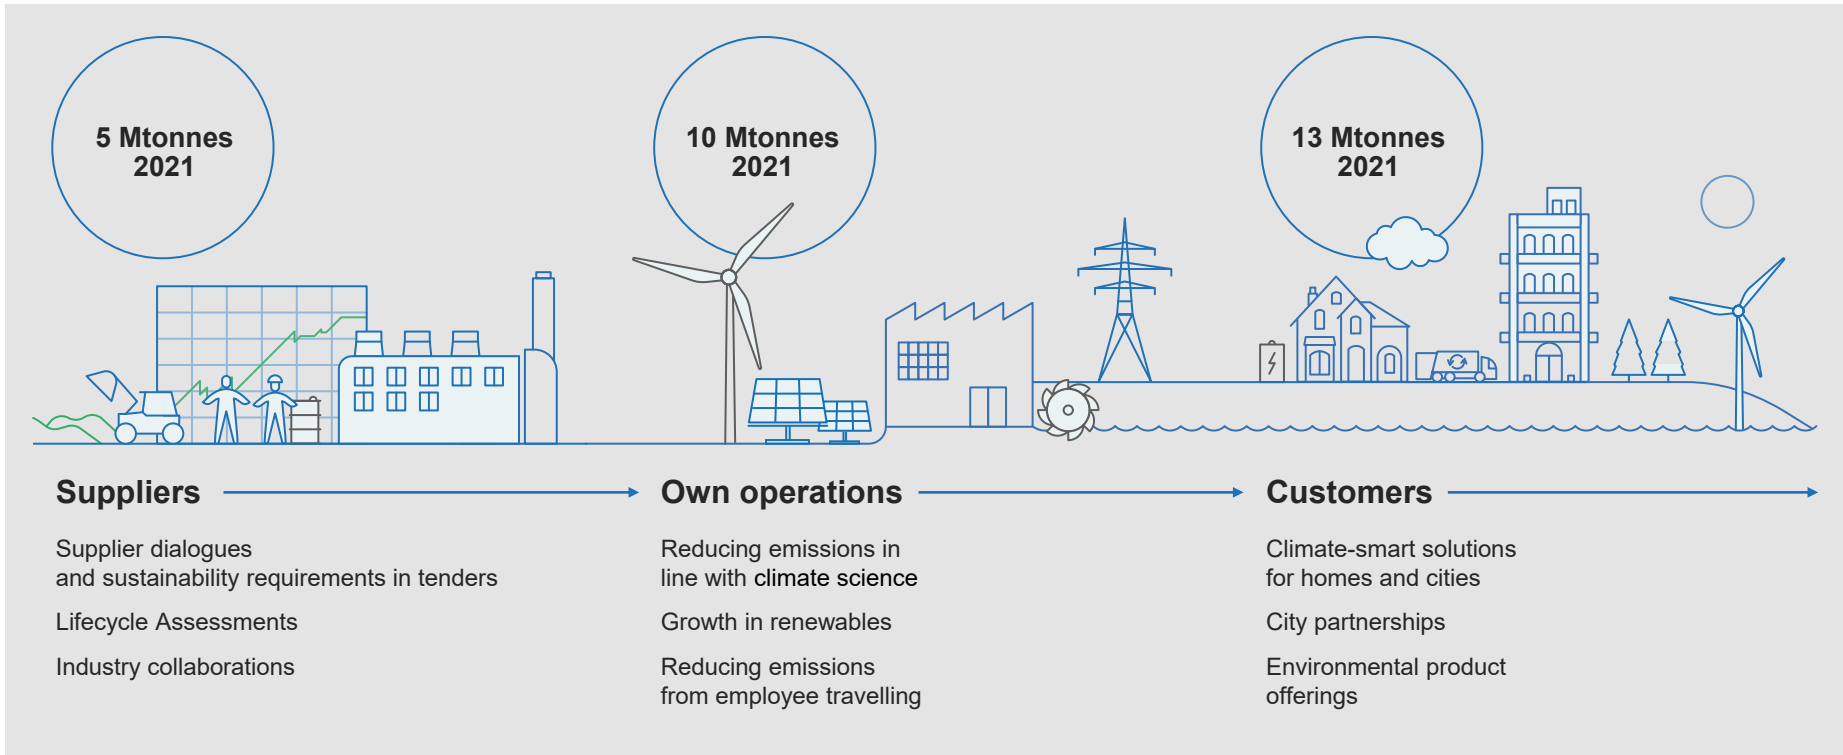 5 Mtonnes
2021
10 Mtonnes
2021
13 Mtonnes
2021
Suppliers
Supplier dialogues
and sustainability requirements in tenders
Lifecycle Assessments
Industry collaborations
Own operations
Reducing emissions in
line with climate science
Growth in renewables
Reducing emissions
from employee travelling
Customers
Climate-smart solutions
for homes and cities
City partnerships
Environmental product
offerings